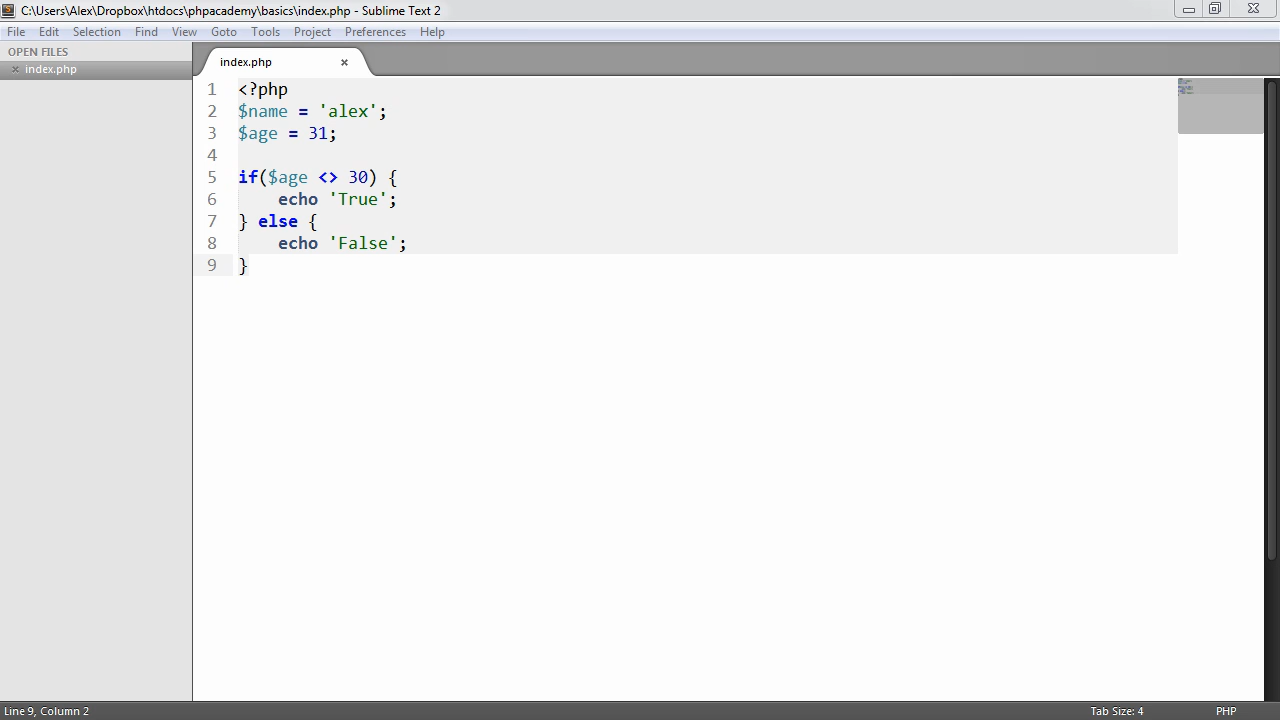 C:\Users\Alex\Dropbox\htdocs\phpacademy\basics\index.php - Sublime Text 2
File Edit Selection Find View Goto Tools Project Preferences Help
OPEN FILES
index.php
index.php
1 <?php
2 $name = 'alex';
3 $age = 31;
4
5 if($age <> 30) {
6     echo 'True';
7 } else {
8     echo 'False';
9 }
Line 9, Column 2 Tab Size: 4 PHP